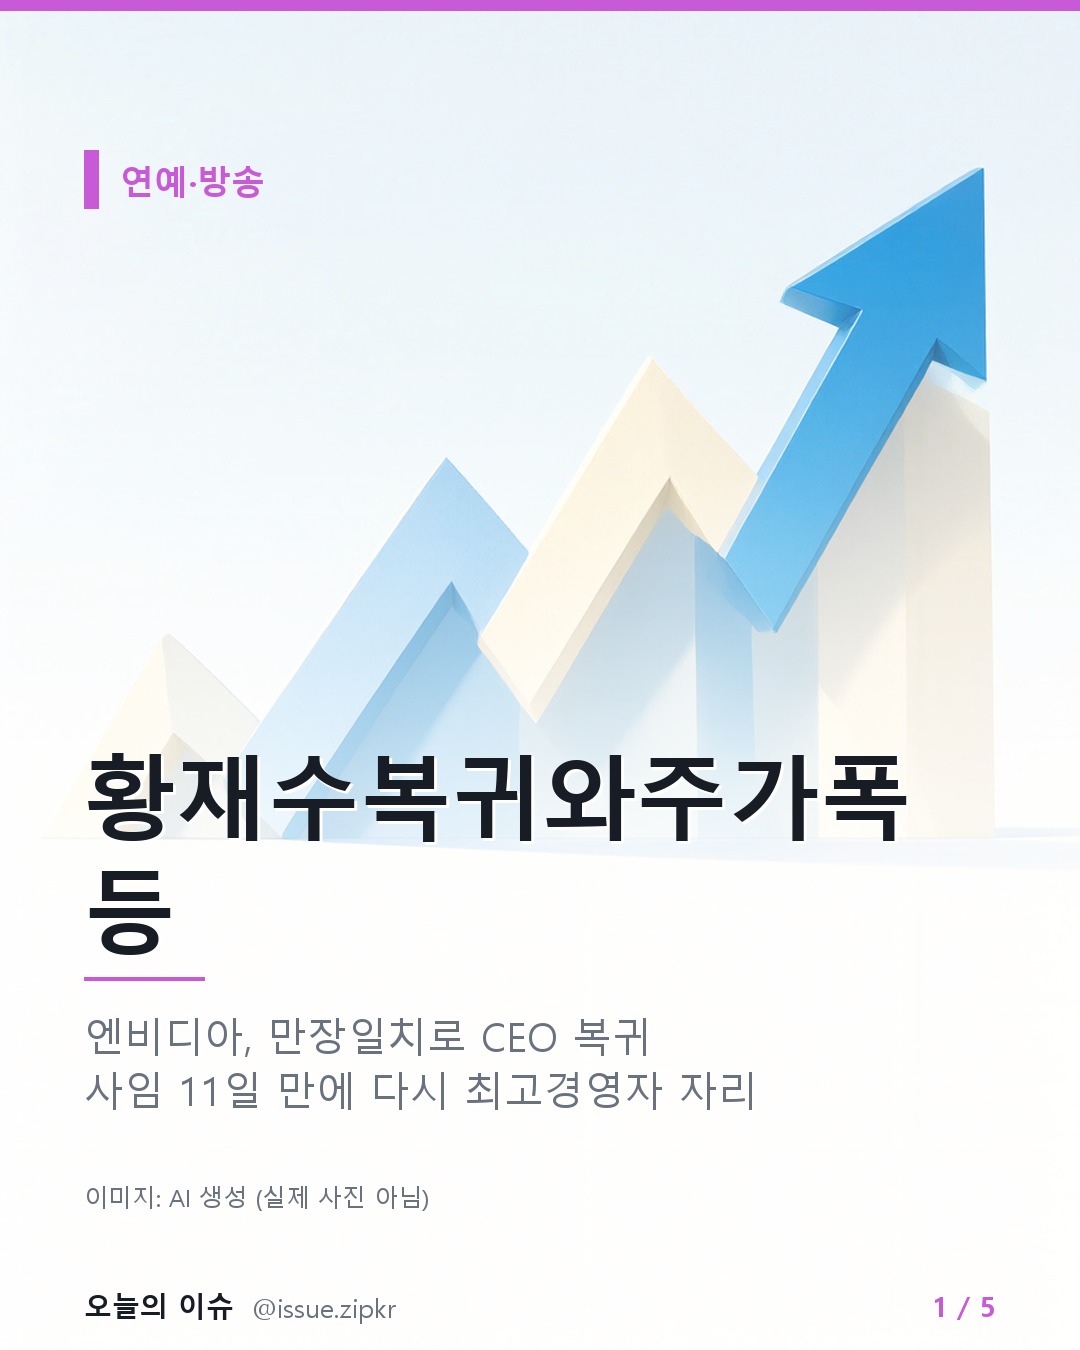 연예·방송
황재수복귀와주가폭
등
엔비디아, 만장일치로 CEO 복귀
사임 11일 만에 다시 최고경영자 자리
이미지: AI 생성 (실제 사진 아님)
오늘의 이슈 @issue.zipkr
1 / 5